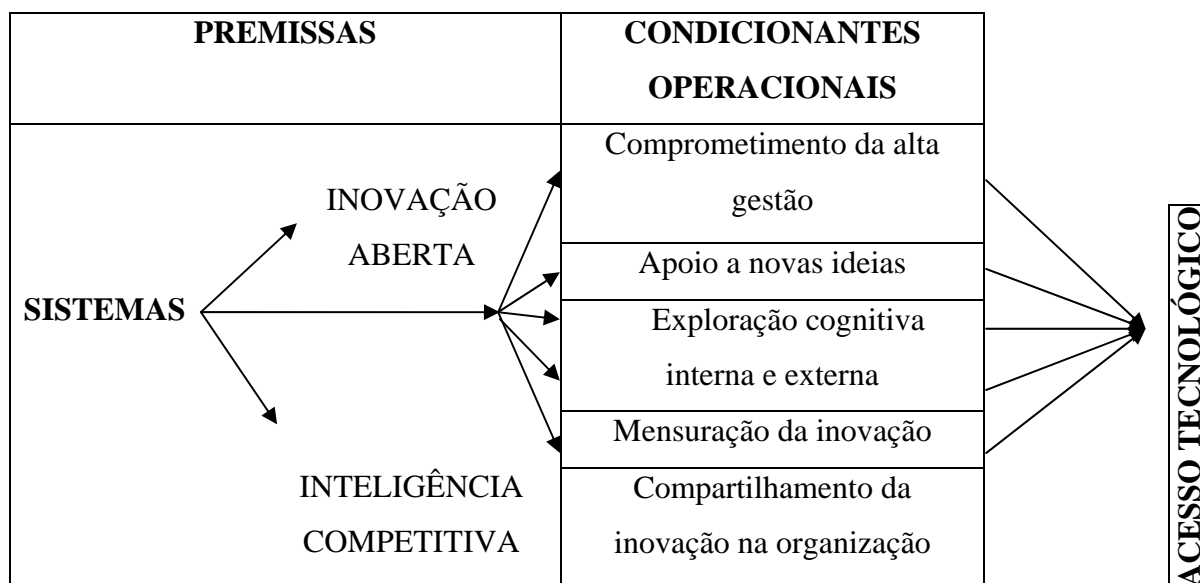 PREMISSAS
CONDICIONANTES
OPERACIONAIS
SISTEMAS
INOVAÇÃO
ABERTA
INTELIGÊNCIA
COMPETITIVA
Comprometimento da alta
gestão
Apoio a novas ideias
Exploração cognitiva
interna e externa
Mensuração da inovação
Compartilhamento da
inovação na organização
ACESSO TECNOLÓGICO